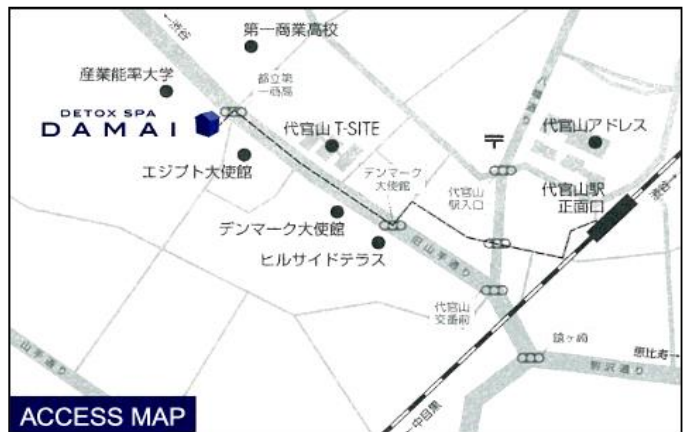 ←渋谷
第一商業高校
産業能率大学
都立第
一商高
DETOX SPA
DAMAI
代官山 T-SITE
八幡通り
〒
代官山アドレス
エジプト大使館
デンマーク
大使館
代官山
駅入口
代官山駅
正面口
渋谷→
デンマーク大使館
ヒルサイドテラス
旧山手通り
代官山
交番前
山手通り
猿ヶ崎
恵比寿→
駒沢通り
←中目黒
ACCESS MAP